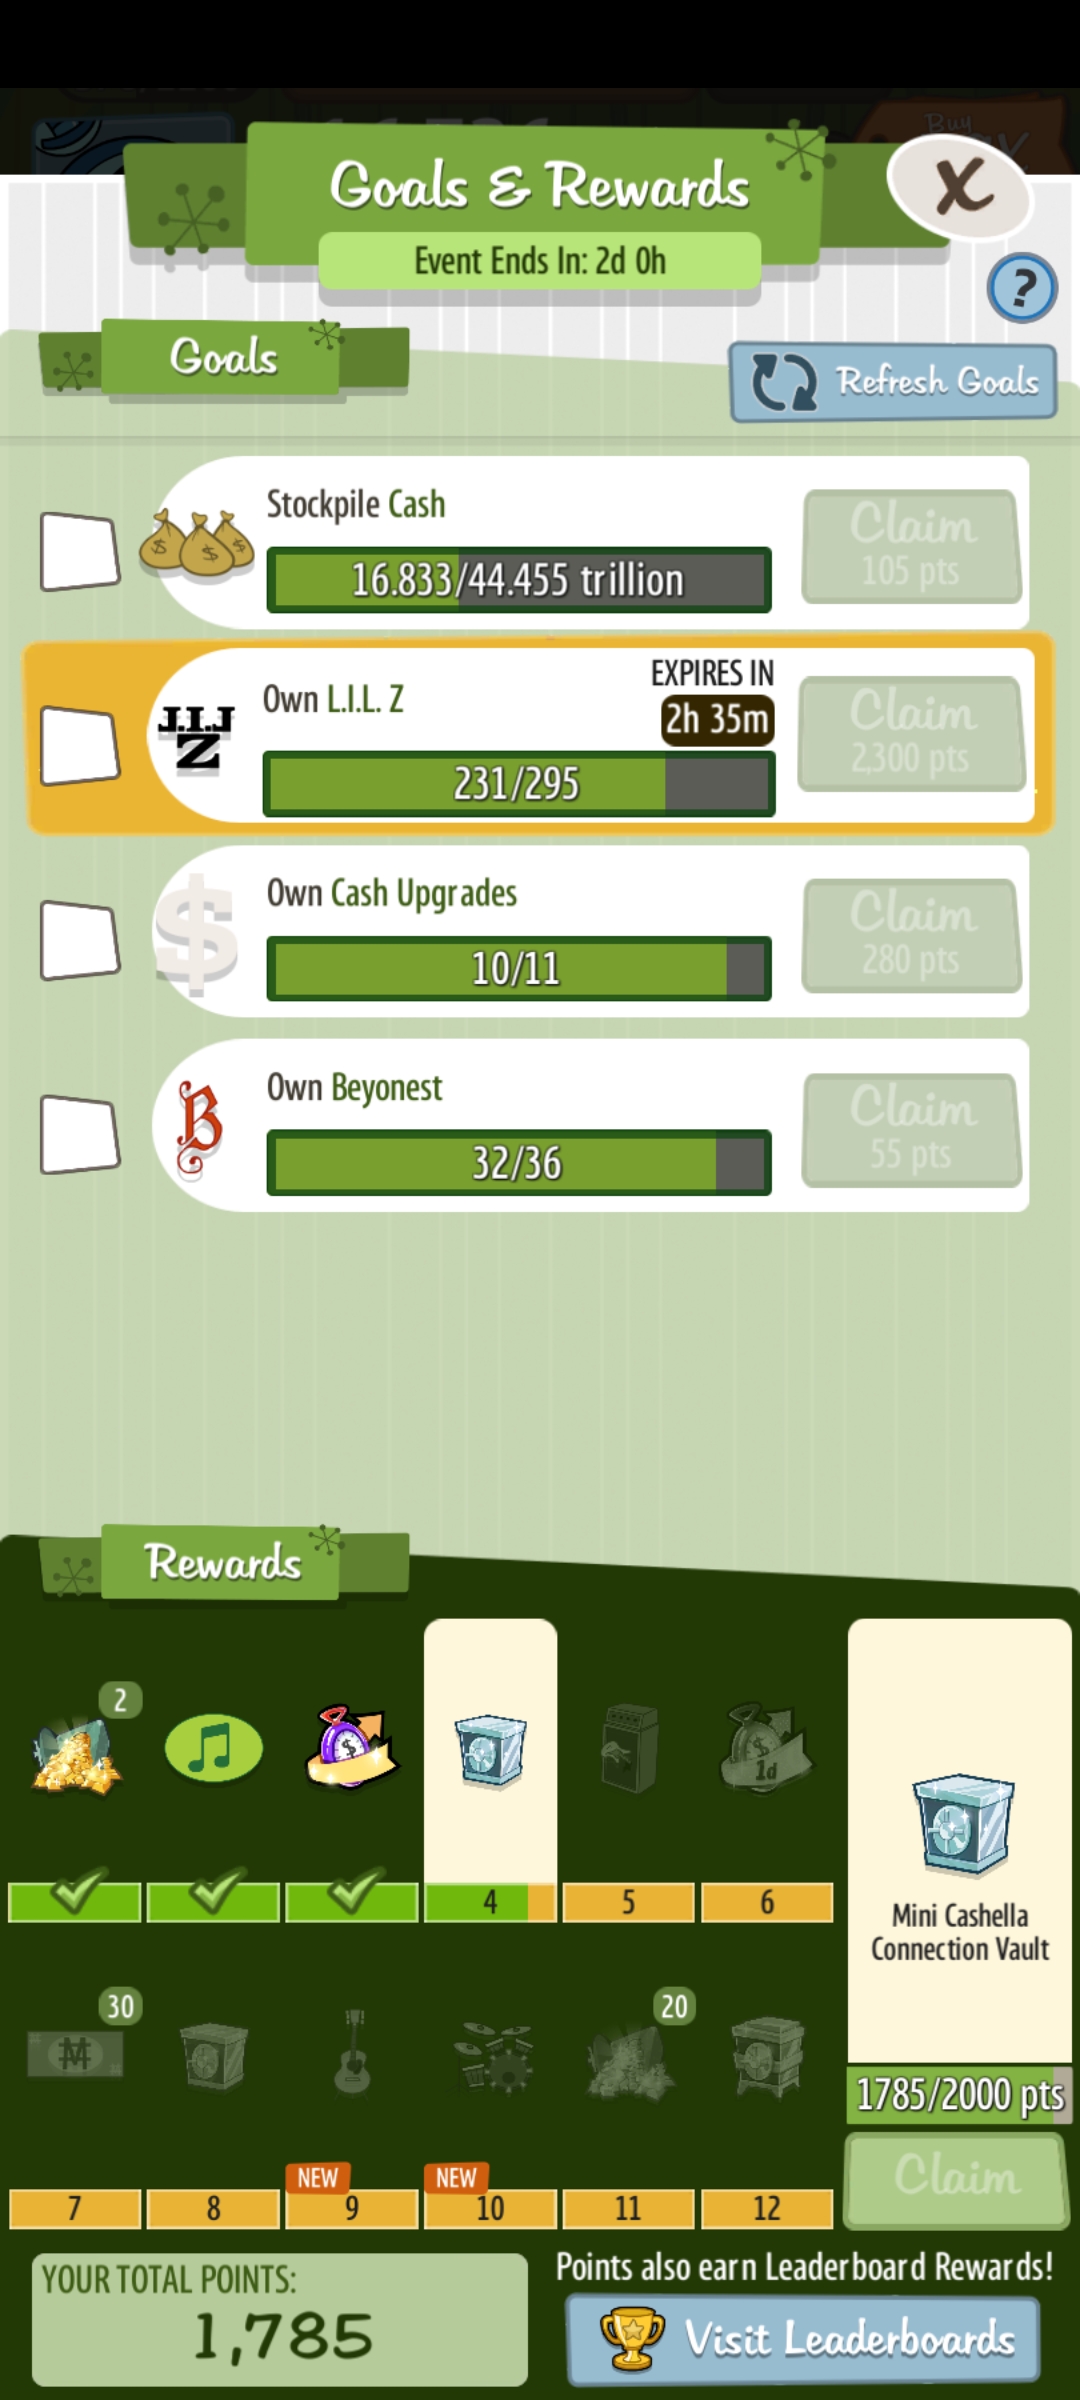 Buy
Goals & Rewards
X
Event Ends In: 2d 0h
?
Goals
Refresh Goals
Stockpile Cash
16.833/44.455 trillion
Claim
105 pts
L.I.L
Z
Own L.I.L. Z
EXPIRES IN
2h 35m
231/295
Claim
2,300 pts
$
Own Cash Upgrades
10/11
Claim
280 pts
B
Own Beyonest
32/36
Claim
55 pts
Rewards
2
1d
4
5
6
Mini Cashella
Connection Vault
30
20
1785/2000 pts
NEW
NEW
7
8
9
10
11
12
Claim
YOUR TOTAL POINTS:
1,785
Points also earn Leaderboard Rewards!
Visit Leaderboards